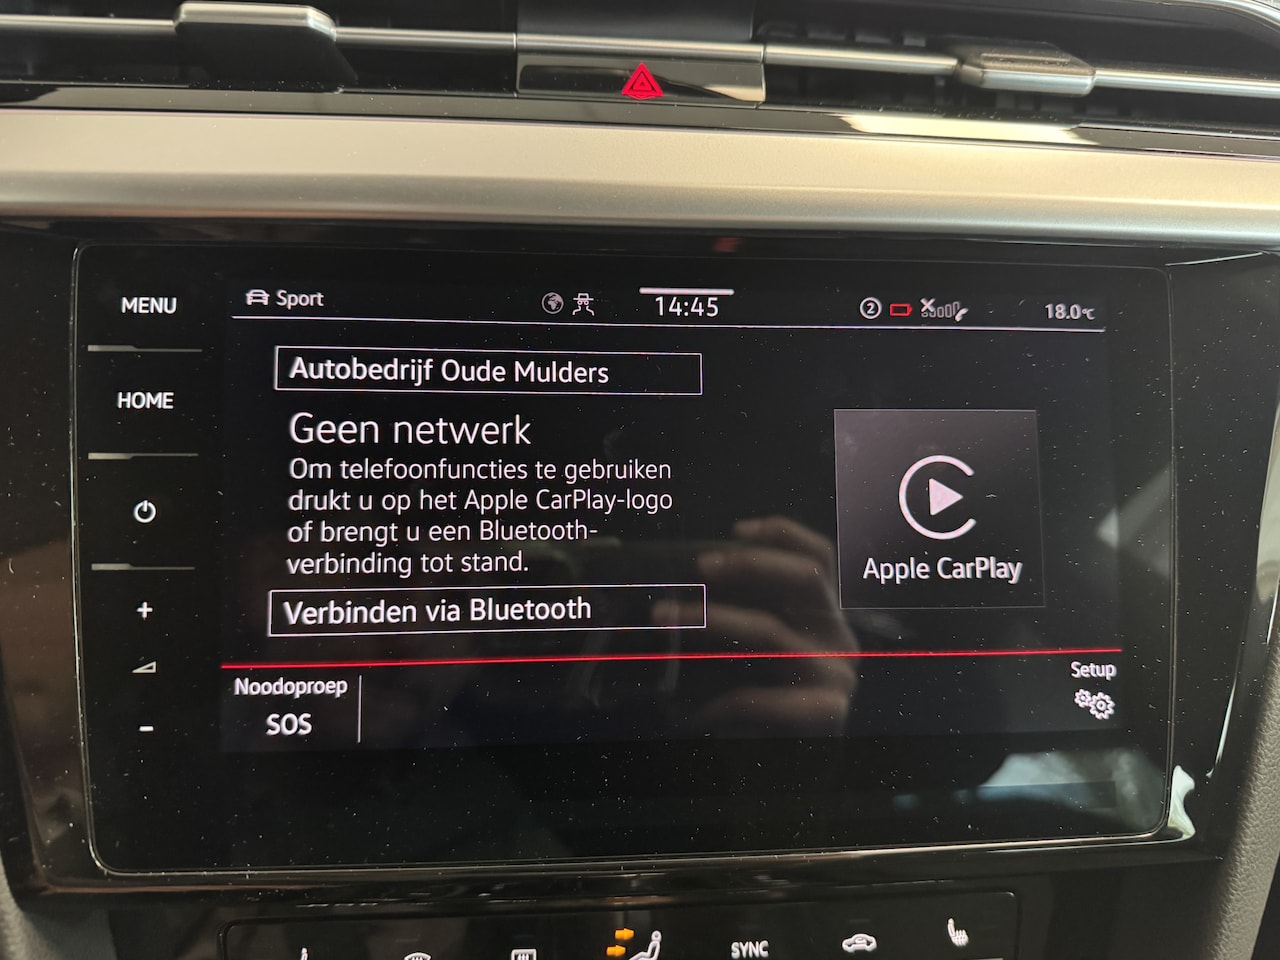 MENU
Sport
14:45
2
18.0°C
HOME
Autobedrijf Oude Mulders
Geen netwerk
Om telefoonfuncties te gebruiken
drukt u op het Apple CarPlay-logo
of brengt u een Bluetooth-
verbinding tot stand.
Apple CarPlay
+
Verbinden via Bluetooth
-
Noodoproep
SOS
Setup
SYNC